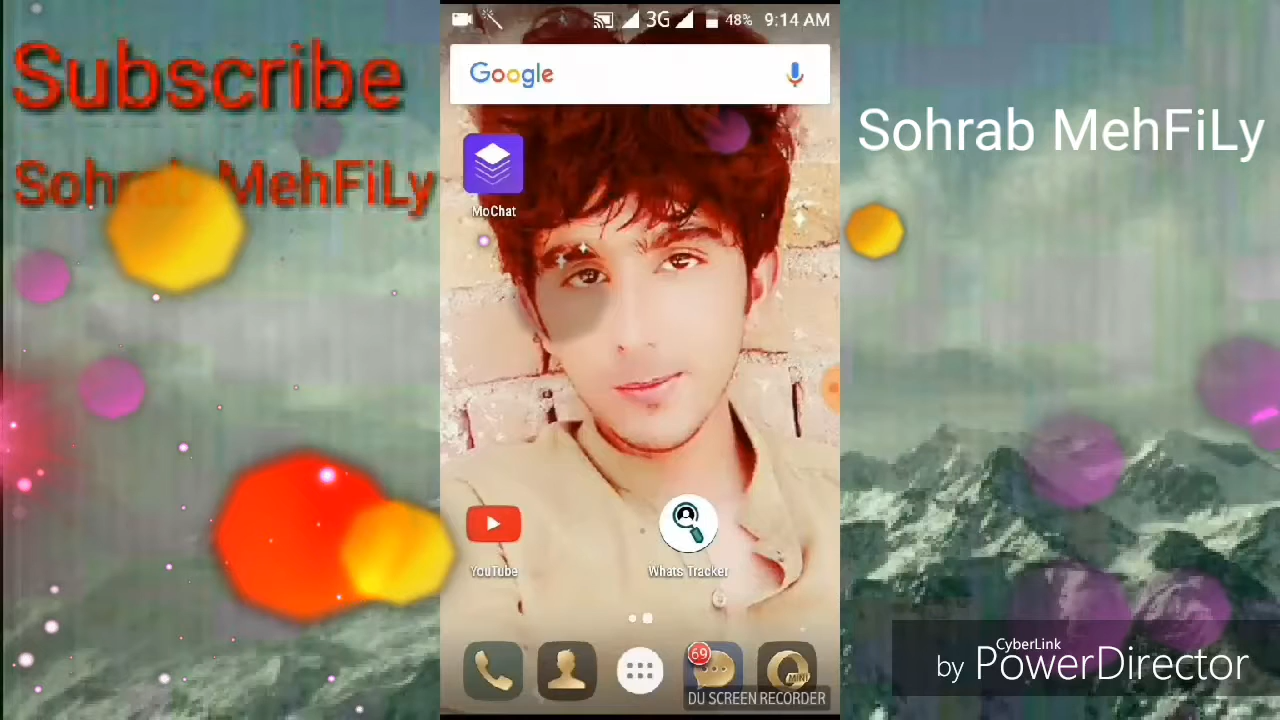 Subscribe
Sohrab MehFiLy
3G 48% 9:14 AM
Google
MoChat
YouTube
Whats Tracker
69
MINI
DU SCREEN RECORDER
Sohrab MehFiLy
CyberLink
by PowerDirector